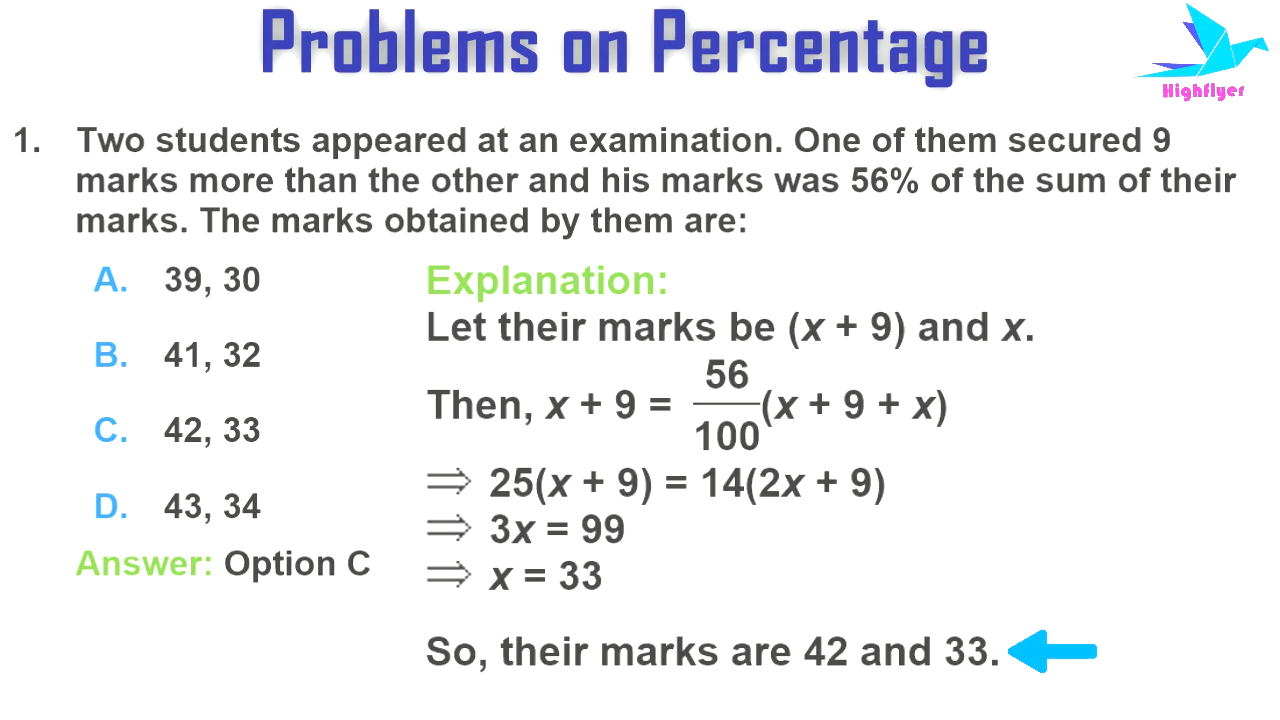 Problems on Percentage
Highflyer
1. Two students appeared at an examination. One of them secured 9
marks more than the other and his marks was 56% of the sum of their
marks. The marks obtained by them are:
A. 39, 30
B. 41, 32
C. 42, 33
D. 43, 34
Answer: Option C
Explanation:
Let their marks be (x + 9) and x.
Then, x + 9 = 56/100(x + 9 + x)
⇒ 25(x + 9) = 14(2x + 9)
⇒ 3x = 99
⇒ x = 33
So, their marks are 42 and 33.